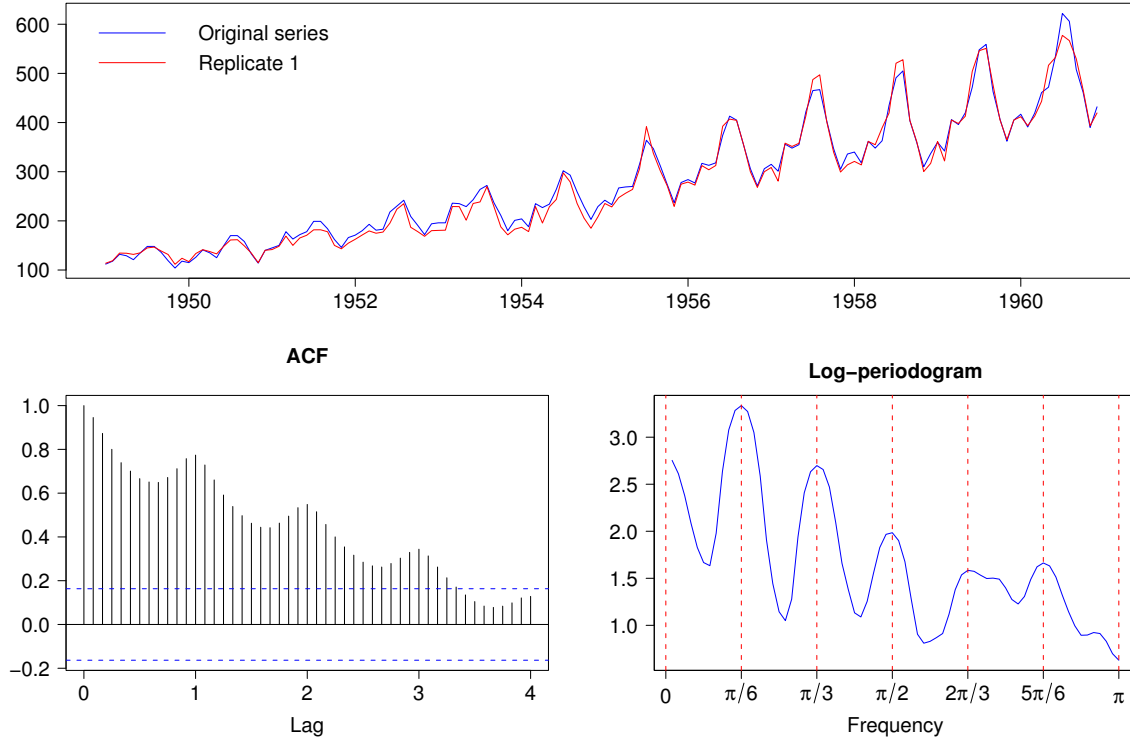 600
500
400
300
200
100
Original series
Replicate 1
1950 1952 1954 1956 1958 1960
ACF
1.0
0.8
0.6
0.4
0.2
0.0
−0.2
0 1 2 3 4
Lag
Log−periodogram
3.0
2.5
2.0
1.5
1.0
0 π/6 π/3 π/2 2π/3 5π/6 π
Frequency